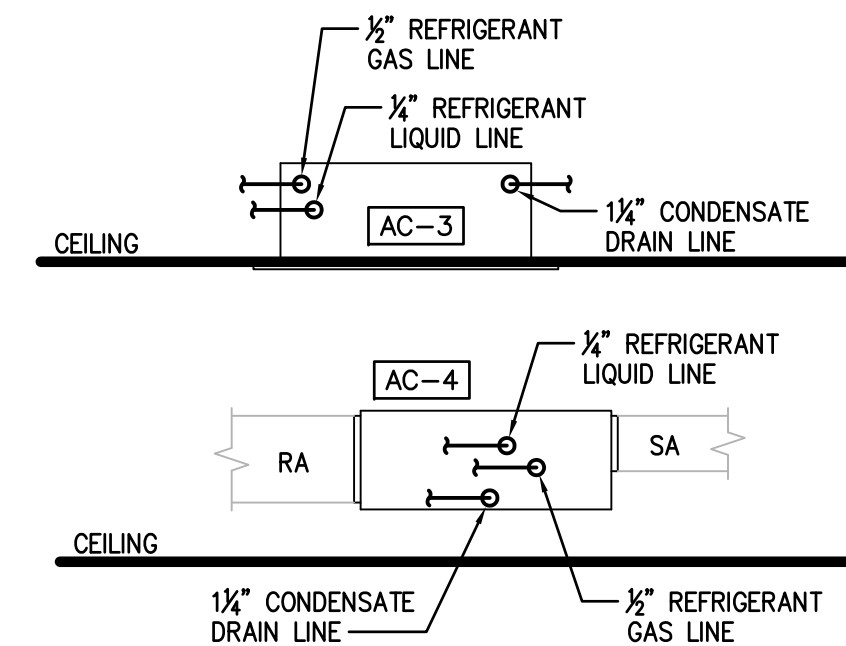 ½" REFRIGERANT
GAS LINE
¼" REFRIGERANT
LIQUID LINE
AC-3
1¼" CONDENSATE
DRAIN LINE
CEILING
¼" REFRIGERANT
LIQUID LINE
AC-4
RA
SA
CEILING
1¼" CONDENSATE
DRAIN LINE
½" REFRIGERANT
GAS LINE